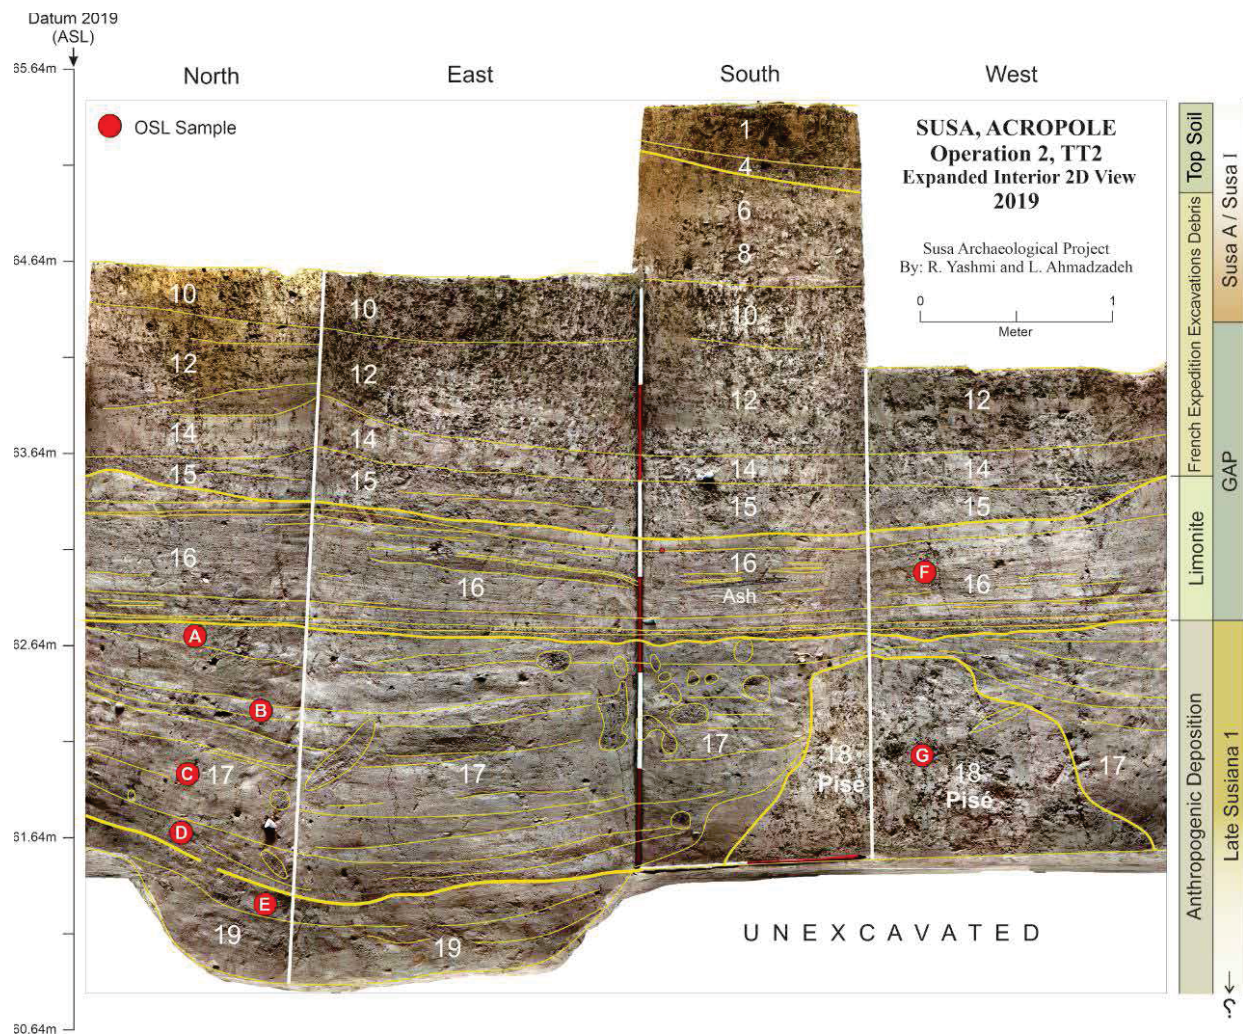 Datum 2019
(ASL)
65.64m
64.64m
63.64m
62.64m
61.64m
60.64m
North
East
South
West
OSL Sample
SUSA, ACROPOLE
Operation 2, TT2
Expanded Interior 2D View
2019
Susa Archaeological Project
By: R. Yashmi and L. Ahmadzadeh
0 1
Meter
10
12
14
15
16
A
B
C
17
D
E
19
10
12
14
15
16
17
19
1
4
6
8
10
12
14
15
16
Ash
17
18
Pisé
12
14
15
F
16
G
18
Pisé
17
UNEXCAVATED
Top Soil
French Expedition Excavations Debris
Limonite
Anthropogenic Deposition
Susa A / Susa I
GAP
Late Susiana 1
?